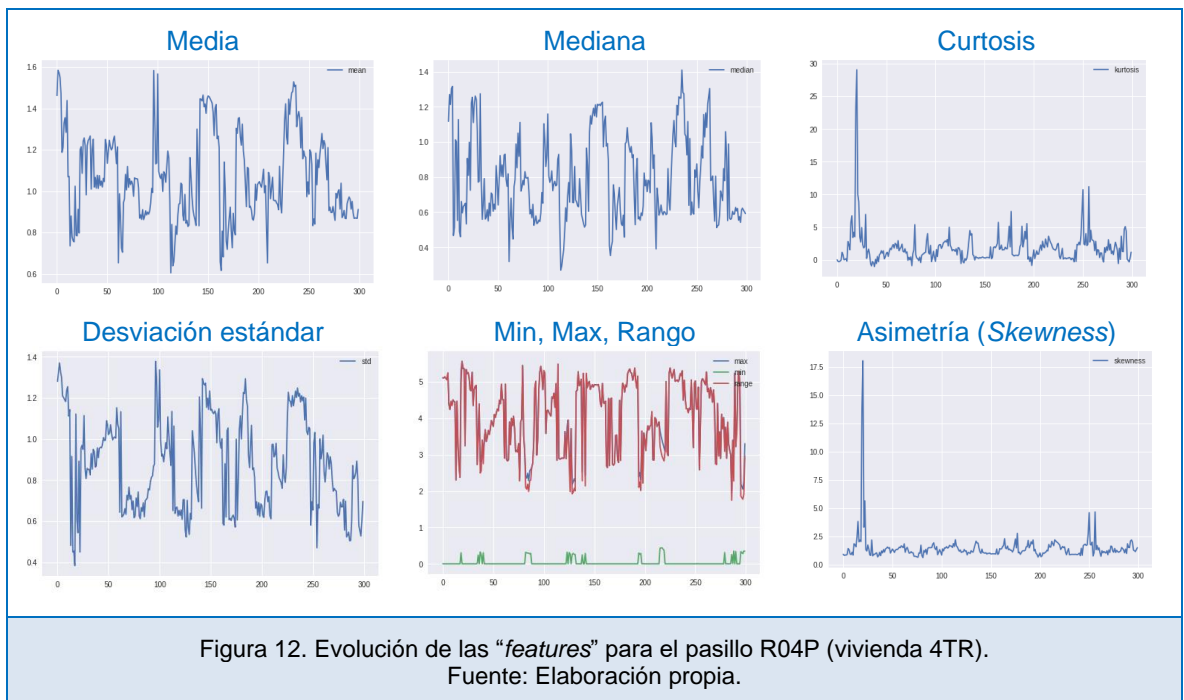 Media
mean
1.6
1.4
1.2
1.0
0.8
0.6
0 50 100 150 200 250 300
Mediana
median
1.4
1.2
1.0
0.8
0.6
0.4
0 50 100 150 200 250 300
Curtosis
kurtosis
30
25
20
15
10
5
0
0 50 100 150 200 250 300
Desviación estándar
std
1.4
1.2
1.0
0.8
0.6
0.4
0 50 100 150 200 250 300
Min, Max, Rango
max
min
range
5
4
3
2
1
0
0 50 100 150 200 250 300
Asimetría (Skewness)
skewness
17.5
15.0
12.5
10.0
7.5
5.0
2.5
0.0
0 50 100 150 200 250 300
Figura 12. Evolución de las “features” para el pasillo R04P (vivienda 4TR).
Fuente: Elaboración propia.